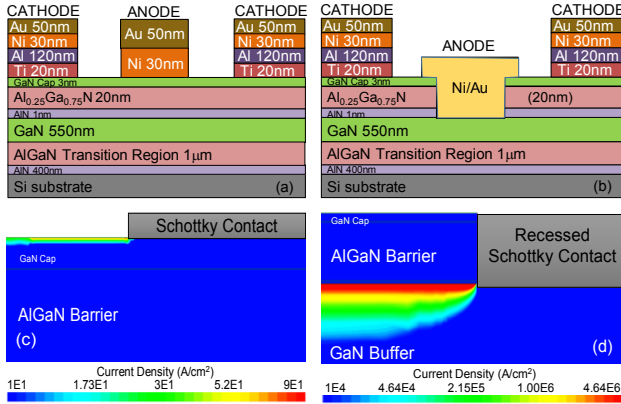 CATHODE ANODE CATHODE
Au 50nm Au 50nm Au 50nm
Ni 30nm Ni 30nm
Al 120nm Ni 30nm Al 120nm
Ti 20nm Ti 20nm
GaN Cap 3nm
Al0.25Ga0.75N 20nm
AlN 1nm
GaN 550nm
AlGaN Transition Region 1μm
AlN 400nm
Si substrate (a)
CATHODE CATHODE
Au 50nm Au 50nm
Ni 30nm ANODE Ni 30nm
Al 120nm Al 120nm
Ti 20nm Ti 20nm
GaN Cap 3nm Ni/Au
Al0.25Ga0.75N (20nm)
AlN 1nm
GaN 550nm
AlGaN Transition Region 1μm
AlN 400nm
Si substrate (b)
Schottky Contact
GaN Cap
AlGaN Barrier
(c)
Current Density (A/cm2)
1E1 1.73E1 3E1 5.2E1 9E1
GaN Cap
AlGaN Barrier
Recessed
Schottky Contact
GaN Buffer (d)
Current Density (A/cm2)
1E4 4.64E4 2.15E5 1.00E6 4.64E6